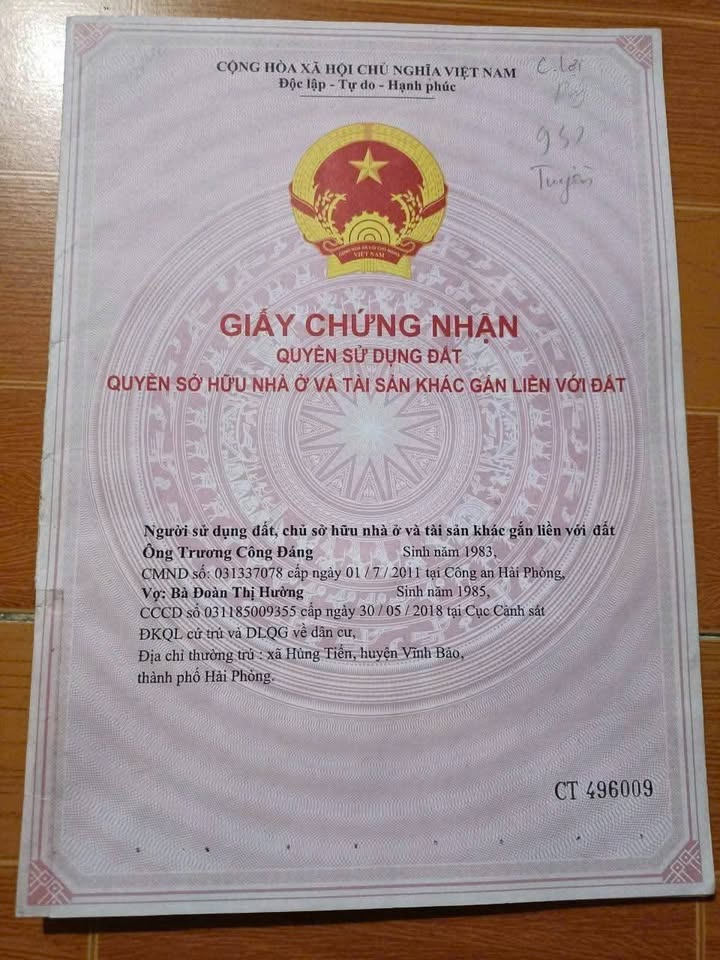 CỘNG HÒA XÃ HỘI CHỦ NGHĨA VIỆT NAM
Độc lập - Tự do - Hạnh phúc
C. Lợi
952
Tuyên
VIỆT NAM
GIẤY CHỨNG NHẬN
QUYỀN SỬ DỤNG ĐẤT
QUYỀN SỞ HỮU NHÀ Ở VÀ TÀI SẢN KHÁC GẮN LIỀN VỚI ĐẤT
Người sử dụng đất, chủ sở hữu nhà ở và tài sản khác gắn liền với đất
Ông Trương Công Đáng Sinh năm 1983,
CMND số: 031337078 cấp ngày 01 / 7 / 2011 tại Công an Hải Phòng,
Vợ: Bà Đoàn Thị Hường Sinh năm 1985,
CCCD số 031185009355 cấp ngày 30 / 05 / 2018 tại Cục Cảnh sát
ĐKQL cư trú và DLQG về dân cư,
Địa chỉ thường trú : xã Hùng Tiến, huyện Vĩnh Bảo,
thành phố Hải Phòng.
CT 496009